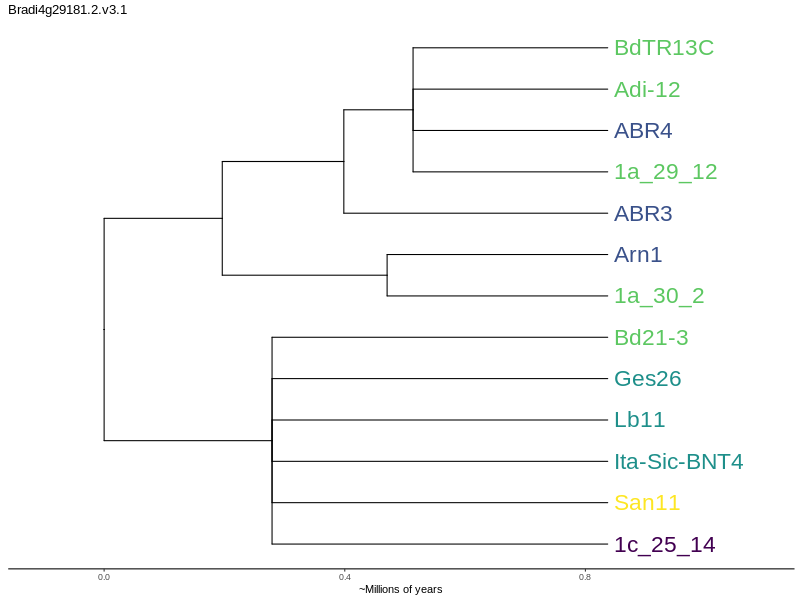 Bradi4g29181.2.v3.1
BdTR13C
Adi-12
ABR4
1a_29_12
ABR3
Arn1
1a_30_2
Bd21-3
Ges26
Lb11
Ita-Sic-BNT4
San11
1c_25_14
0.0 0.4 0.8
~Millions of years